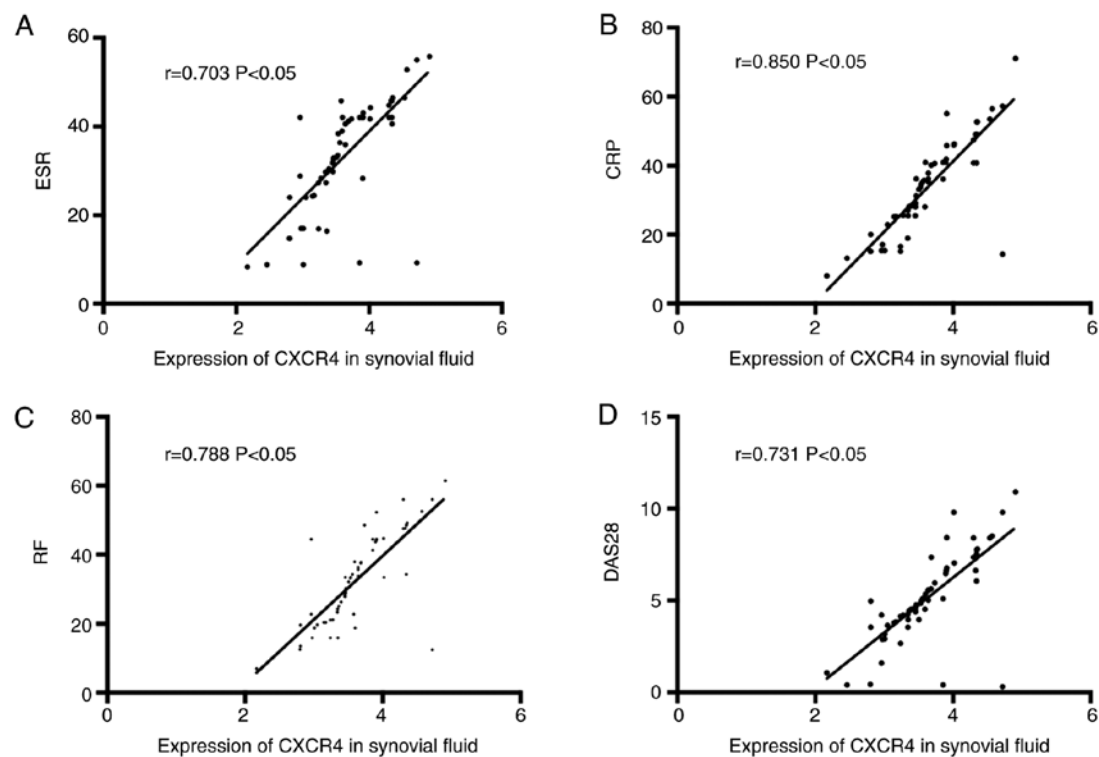 A
60
40
20
0
ESR
r=0.703 P<0.05
0 2 4 6
Expression of CXCR4 in synovial fluid
B
80
60
40
20
0
CRP
r=0.850 P<0.05
0 2 4 6
Expression of CXCR4 in synovial fluid
C
80
60
40
20
0
RF
r=0.788 P<0.05
0 2 4 6
Expression of CXCR4 in synovial fluid
D
15
10
5
0
DAS28
r=0.731 P<0.05
0 2 4 6
Expression of CXCR4 in synovial fluid